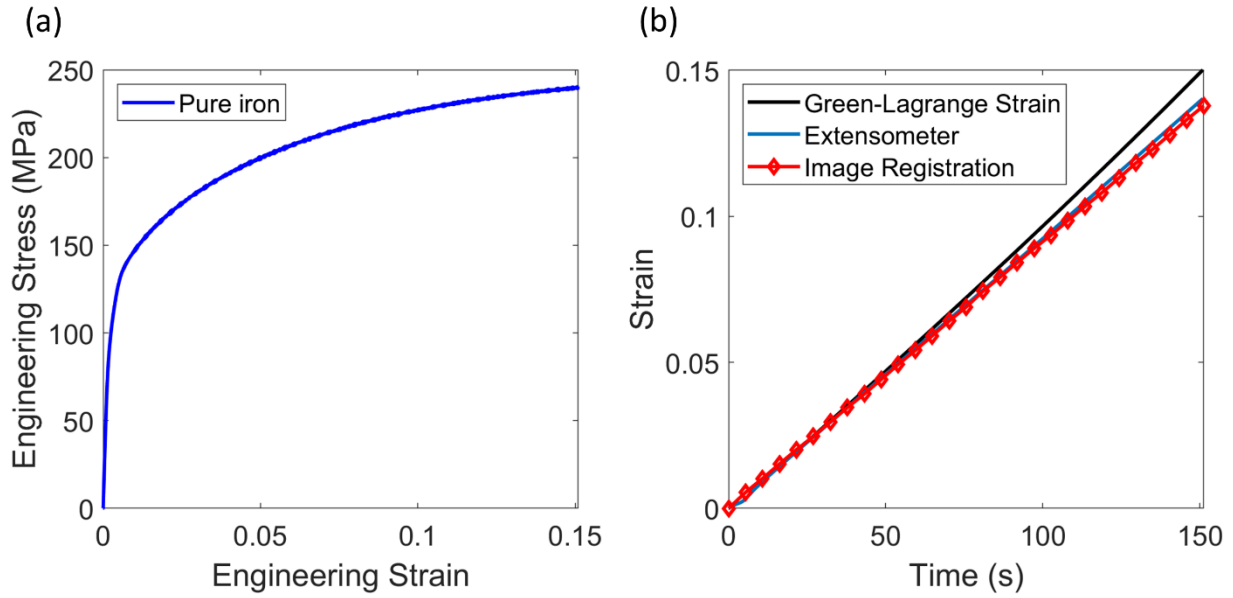 (a)
(b)
250
200
150
100
50
0
Engineering Stress (MPa)
Pure iron
0
0.05
0.1
0.15
Engineering Strain
0.15
0.1
0.05
0
Strain
Green-Lagrange Strain
Extensometer
Image Registration
0
50
100
150
Time (s)